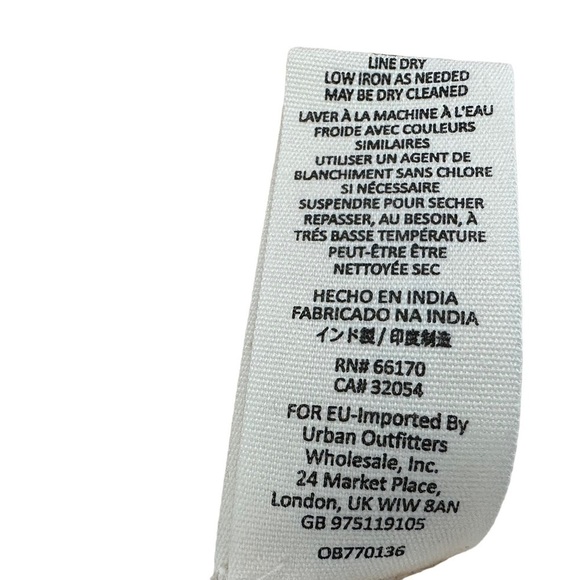 LINE DRY
LOW IRON AS NEEDED
MAY BE DRY CLEANED
LAVER À LA MACHINE À L'EAU
FROIDE AVEC COULEURS
SIMILAIRES
UTILISER UN AGENT DE
BLANCHIMENT SANS CHLORE
SI NÉCESSAIRE
SUSPENDRE POUR SECHER
REPASSER, AU BESOIN, À
TRÉS BASSE TEMPÉRATURE
PEUT-ÊTRE ÊTRE
NETTOYÉE SEC
HECHO EN INDIA
FABRICADO NA INDIA
インド製 / 印度制造
RN# 66170
CA# 32054
FOR EU-Imported By
Urban Outfitters
Wholesale, Inc.
24 Market Place,
London, UK WIW 8AN
GB 975119105
OB770136